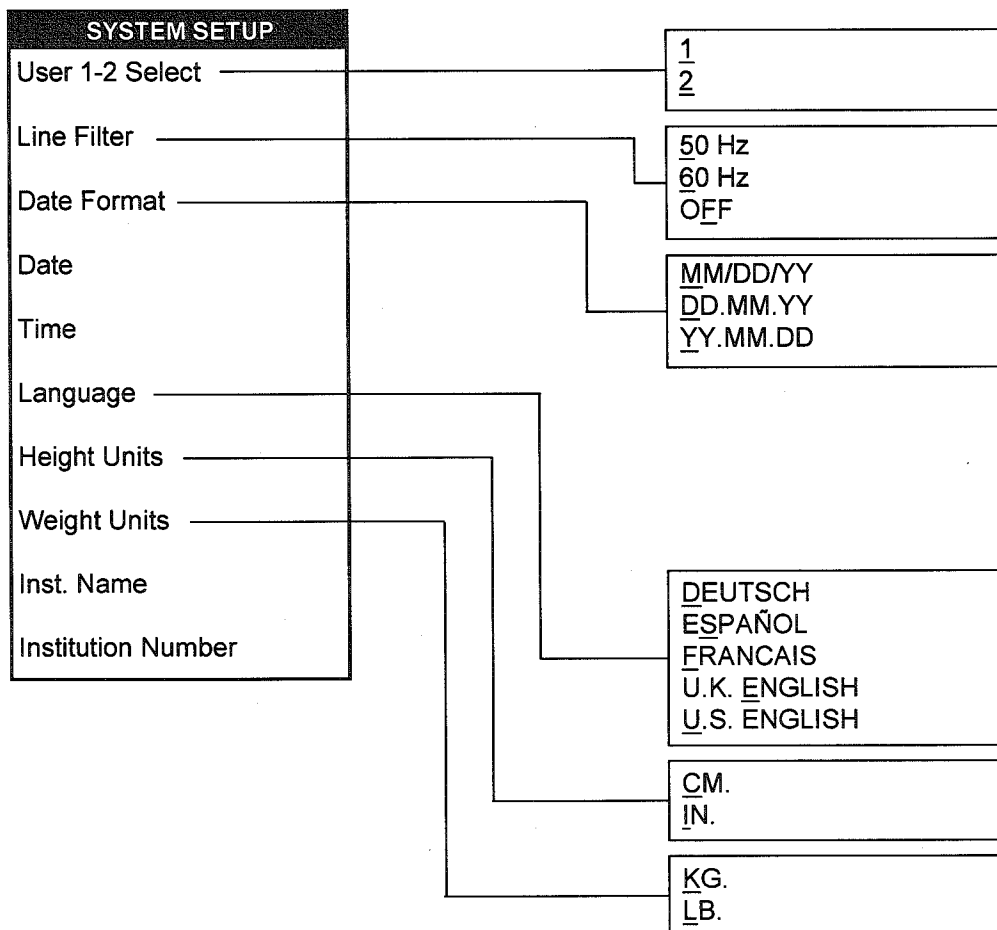 SYSTEM SETUP
User 1-2 Select
Line Filter
Date Format
Date
Time
Language
Height Units
Weight Units
Inst. Name
Institution Number
1
2
50 Hz
60 Hz
OFF
MM/DD/YY
DD.MM.YY
YY.MM.DD
DEUTSCH
ESPAÑOL
FRANCAIS
U.K. ENGLISH
U.S. ENGLISH
CM.
IN.
KG.
LB.